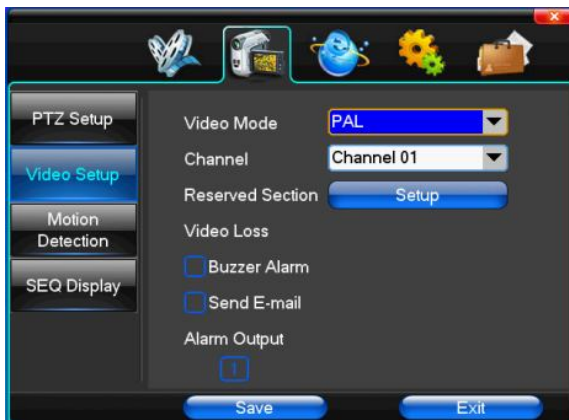 PTZ Setup
Video Setup
Motion
Detection
SEQ Display
Video Mode PAL
Channel Channel 01
Reserved Section Setup
Video Loss
Buzzer Alarm
Send E-mail
Alarm Output
1
Save Exit